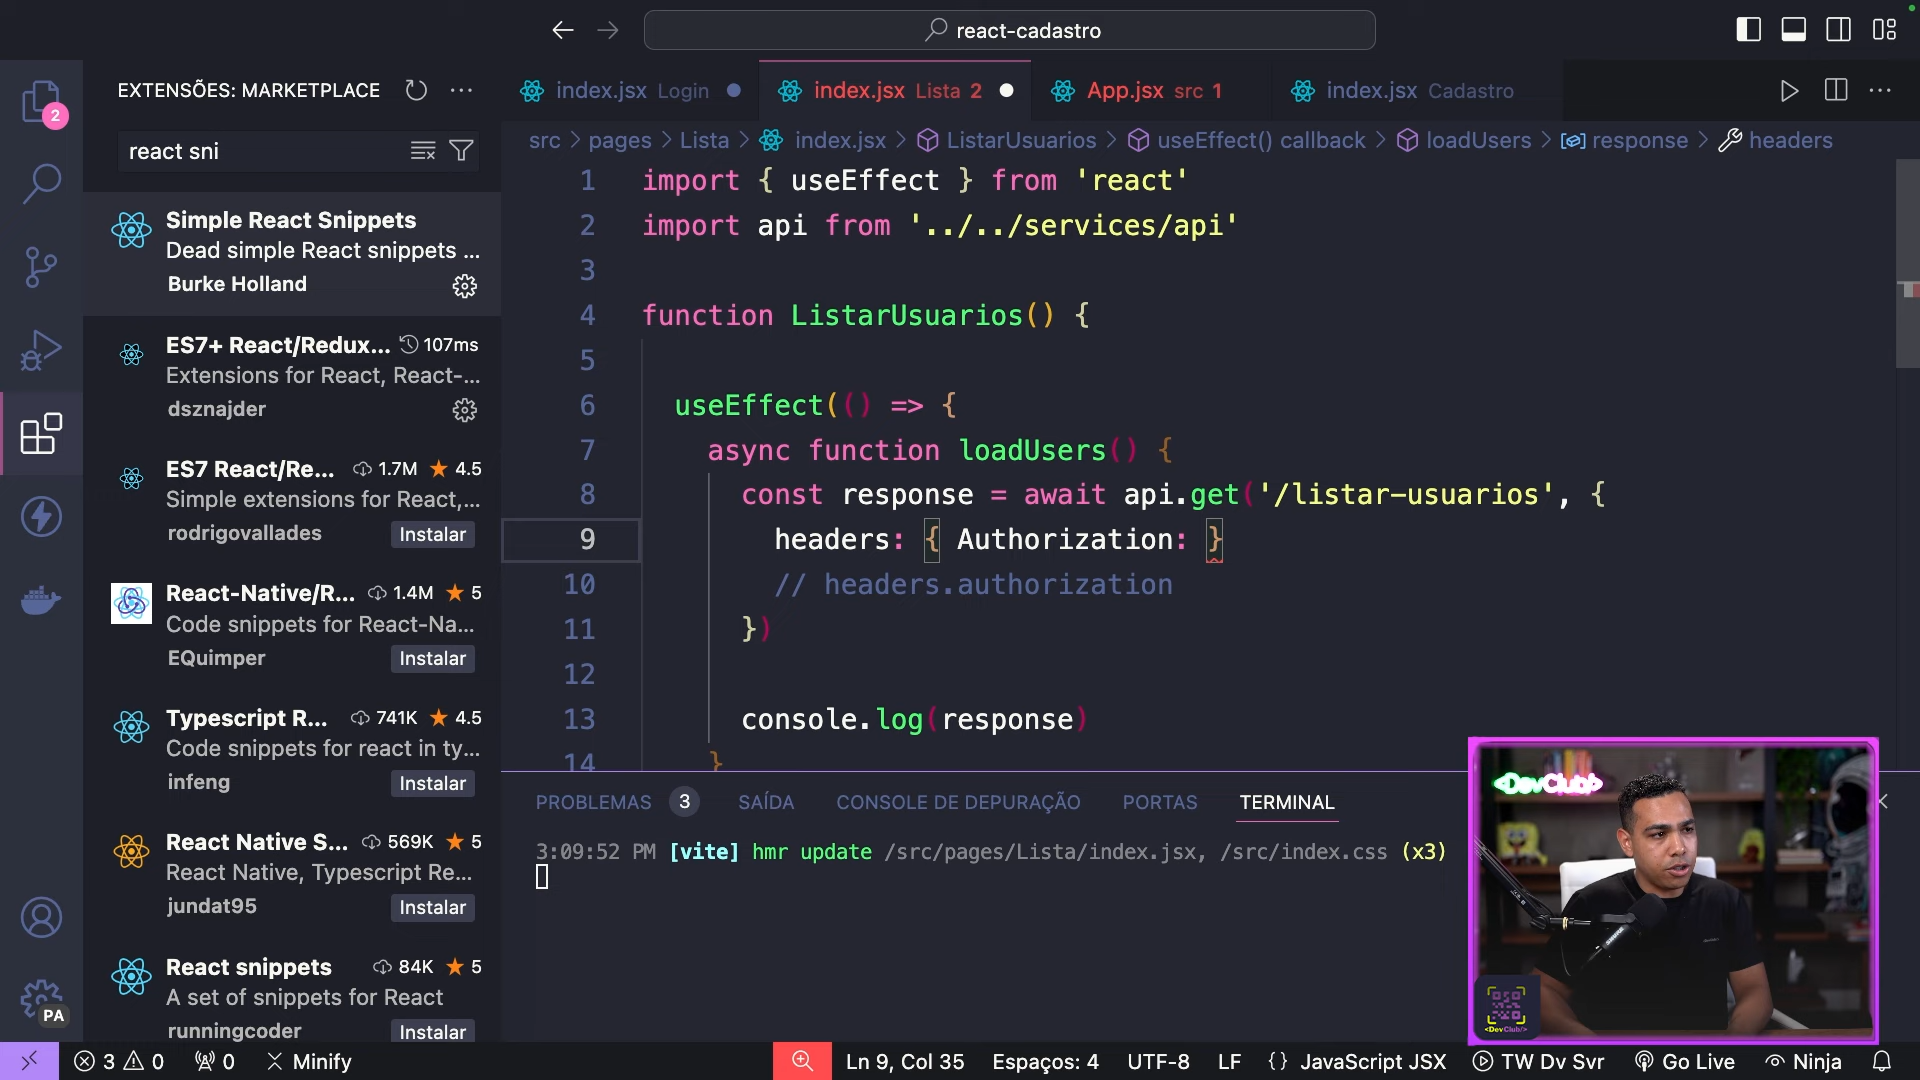 react-cadastro
EXTENSÕES: MARKETPLACE
react sni
2
Simple React Snippets
Dead simple React snippets ...
Burke Holland
ES7+ React/Redux... 107ms
Extensions for React, React-...
dsznajder
ES7 React/Re... 1.7M 4.5
Simple extensions for React,...
rodrigovallades Instalar
React-Native/R... 1.4M 5
Code snippets for React-Na...
EQuimper Instalar
Typescript R... 741K 4.5
Code snippets for react in ty...
infeng Instalar
React Native S... 569K 5
React Native, Typescript Re...
jundat95 Instalar
React snippets 84K 5
A set of snippets for React
runningcoder Instalar
PA
index.jsx Login
index.jsx Lista 2
App.jsx src 1
index.jsx Cadastro
src > pages > Lista > index.jsx > ListarUsuarios > useEffect() callback > loadUsers > response > headers
1 import { useEffect } from 'react'
2 import api from '../../services/api'
3
4 function ListarUsuarios() {
5
6 useEffect(() => {
7 async function loadUsers() {
8 const response = await api.get('/listar-usuarios', {
9 headers: { Authorization: }
10 // headers.authorization
11 })
12
13 console.log(response)
14 }
PROBLEMAS 3 SAÍDA CONSOLE DE DEPURAÇÃO PORTAS TERMINAL
3:09:52 PM [vite] hmr update /src/pages/Lista/index.jsx, /src/index.css (x3)
<DevClub/>
<DevClub/>
3 0 0 Minify Ln 9, Col 35 Espaços: 4 UTF-8 LF {} JavaScript JSX TW Dv Svr Go Live Ninja